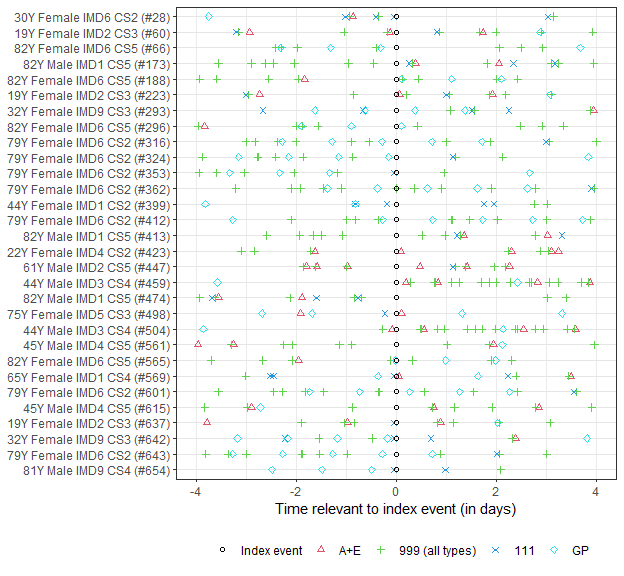 30Y Female IMD6 CS2 (#28)
19Y Female IMD2 CS3 (#60)
82Y Female IMD6 CS5 (#66)
82Y Male IMD1 CS5 (#173)
82Y Female IMD6 CS5 (#188)
19Y Female IMD2 CS3 (#223)
32Y Female IMD9 CS3 (#293)
82Y Female IMD6 CS5 (#296)
79Y Female IMD6 CS2 (#316)
79Y Female IMD6 CS2 (#324)
79Y Female IMD6 CS2 (#353)
79Y Female IMD6 CS2 (#362)
44Y Female IMD1 CS2 (#399)
79Y Female IMD6 CS2 (#412)
82Y Male IMD1 CS5 (#413)
22Y Female IMD4 CS2 (#423)
61Y Male IMD2 CS5 (#447)
44Y Male IMD3 CS4 (#459)
82Y Male IMD1 CS5 (#474)
75Y Female IMD5 CS3 (#498)
44Y Male IMD3 CS4 (#504)
45Y Male IMD4 CS5 (#561)
82Y Female IMD6 CS5 (#565)
65Y Female IMD1 CS4 (#569)
79Y Female IMD6 CS2 (#601)
45Y Male IMD4 CS5 (#615)
19Y Female IMD2 CS3 (#637)
32Y Female IMD9 CS3 (#642)
79Y Female IMD6 CS2 (#643)
81Y Male IMD9 CS4 (#654)
-4 -2 0 2 4
Time relevant to index event (in days)
Index event A+E 999 (all types) 111 GP